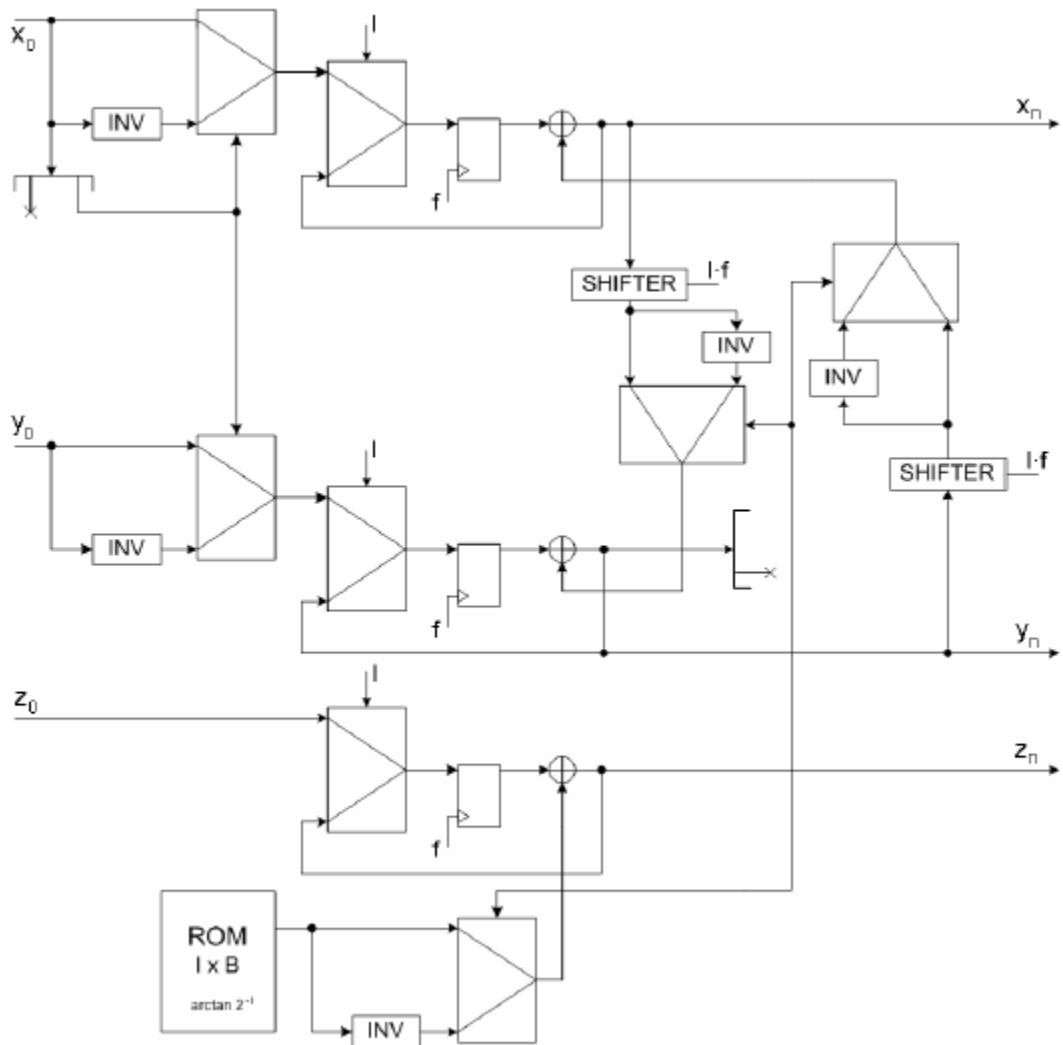 x₀
I
INV
f
xₙ
SHIFTER
I·f
INV
INV
y₀
I
SHIFTER
I·f
INV
f
yₙ
z₀
I
f
zₙ
ROM
I x B
arctan 2⁻ᴵ
INV